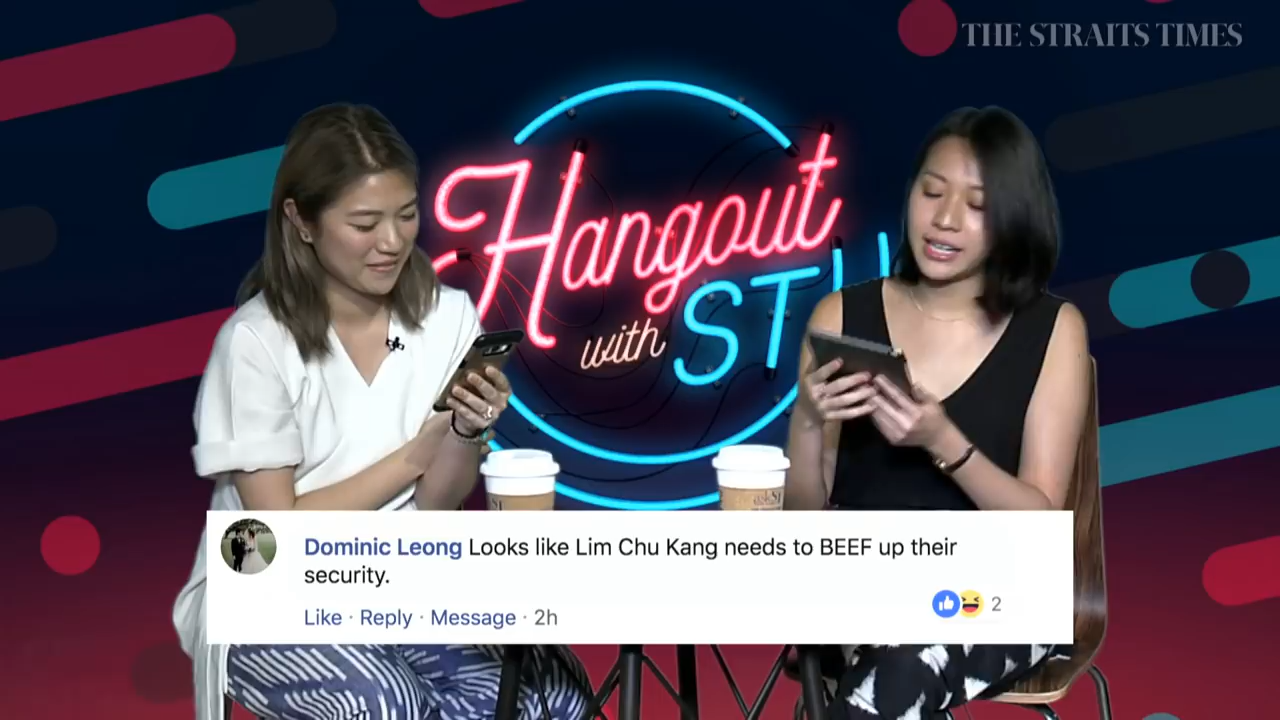 THE STRAITS TIMES
Hangout
with ST
Dominic Leong Looks like Lim Chu Kang needs to BEEF up their
security.
Like · Reply · Message · 2h
2